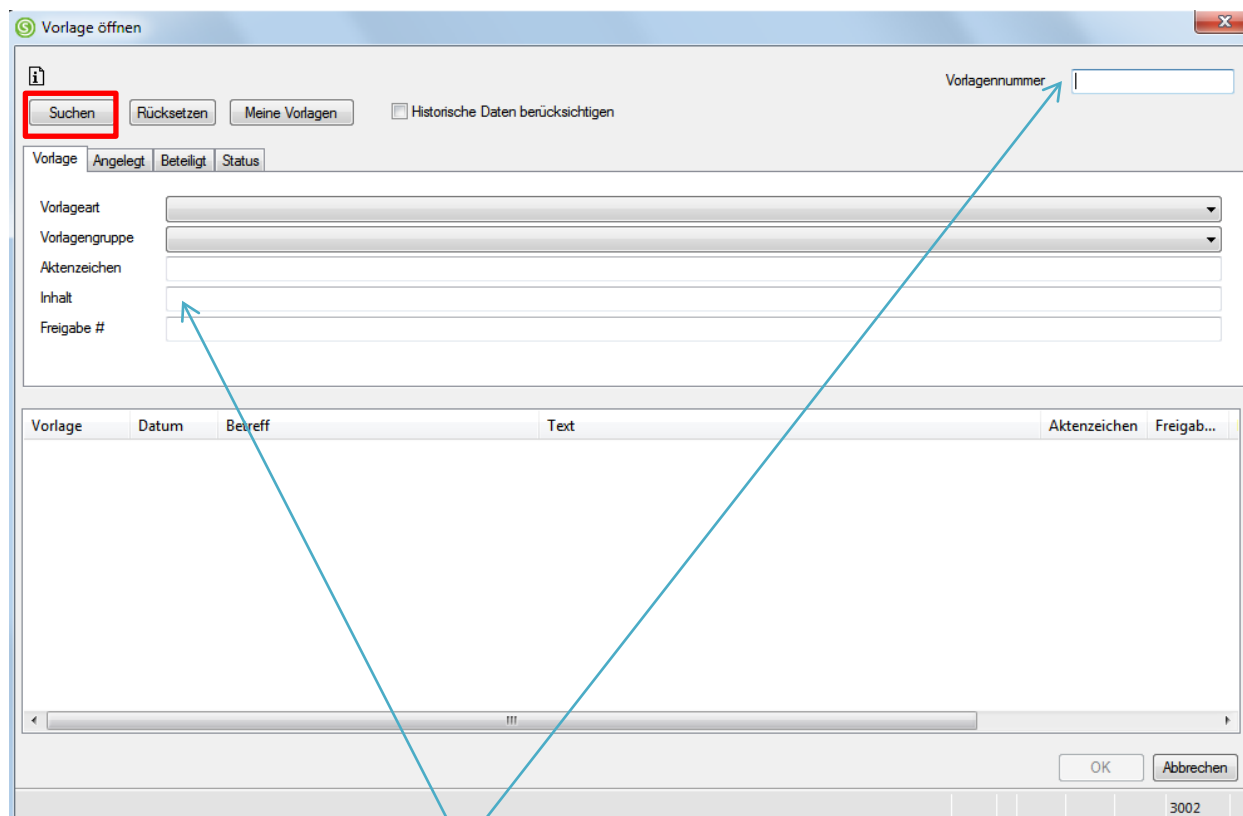 Vorlage öffnen
Vorlagennummer
Suchen Rücksetzen Meine Vorlagen Historische Daten berücksichtigen
Vorlage Angelegt Beteiligt Status
Vorlageart
Vorlagengruppe
Aktenzeichen
Inhalt
Freigabe #
Vorlage Datum Betreff Text Aktenzeichen Freigab...
OK Abbrechen
3002